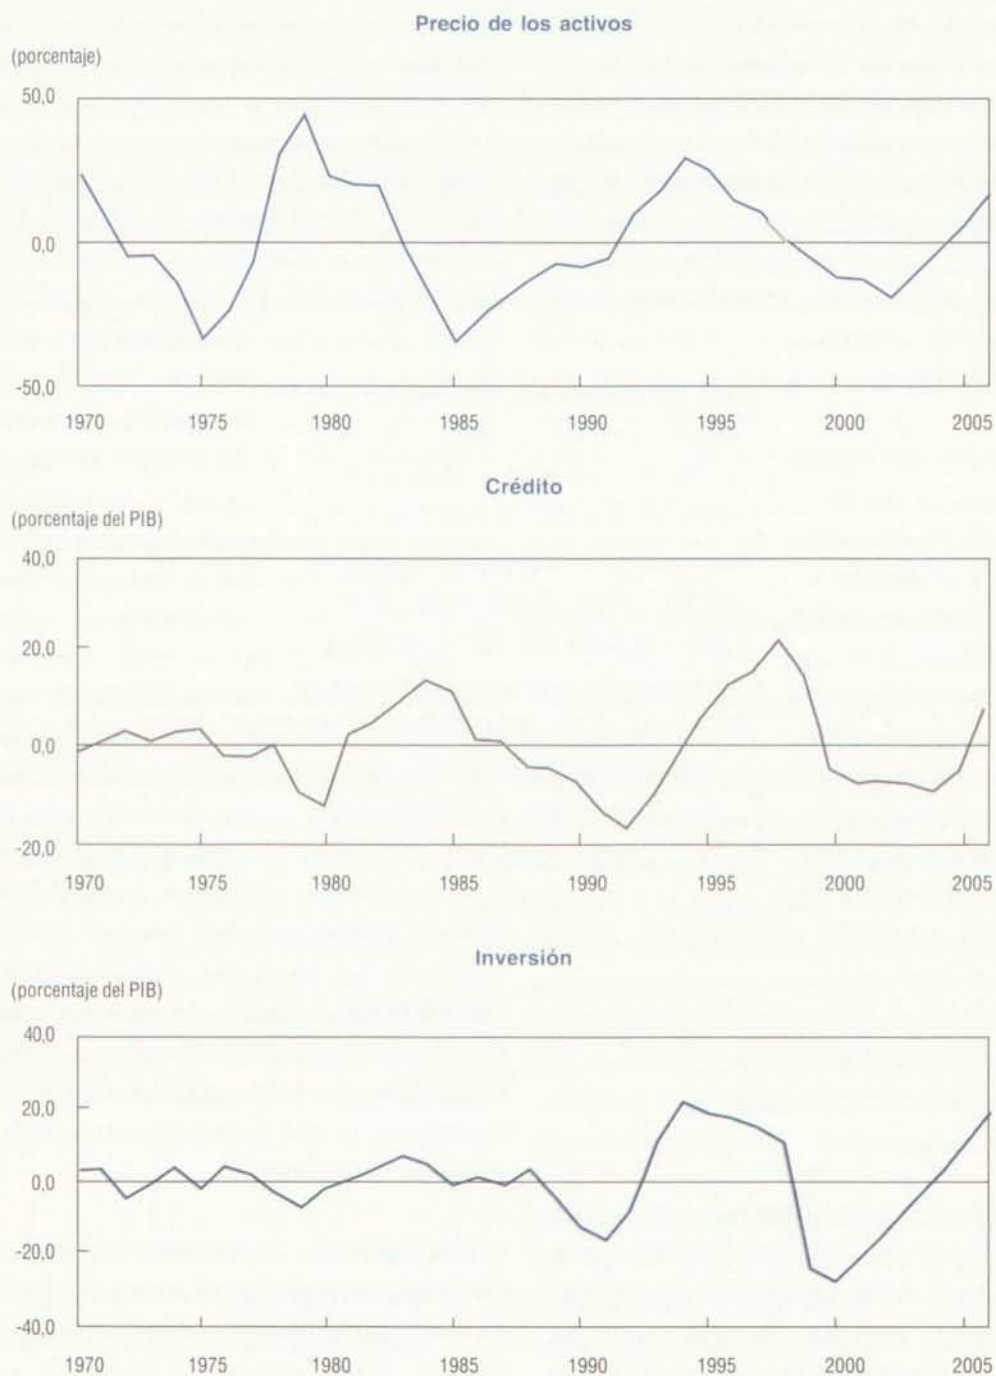 Precio de los activos
(porcentaje)
50,0
0,0
-50,0
1970 1975 1980 1985 1990 1995 2000 2005
Crédito
(porcentaje del PIB)
40,0
20,0
0,0
-20,0
1970 1975 1980 1985 1990 1995 2000 2005
Inversión
(porcentaje del PIB)
40,0
20,0
0,0
-20,0
-40,0
1970 1975 1980 1985 1990 1995 2000 2005